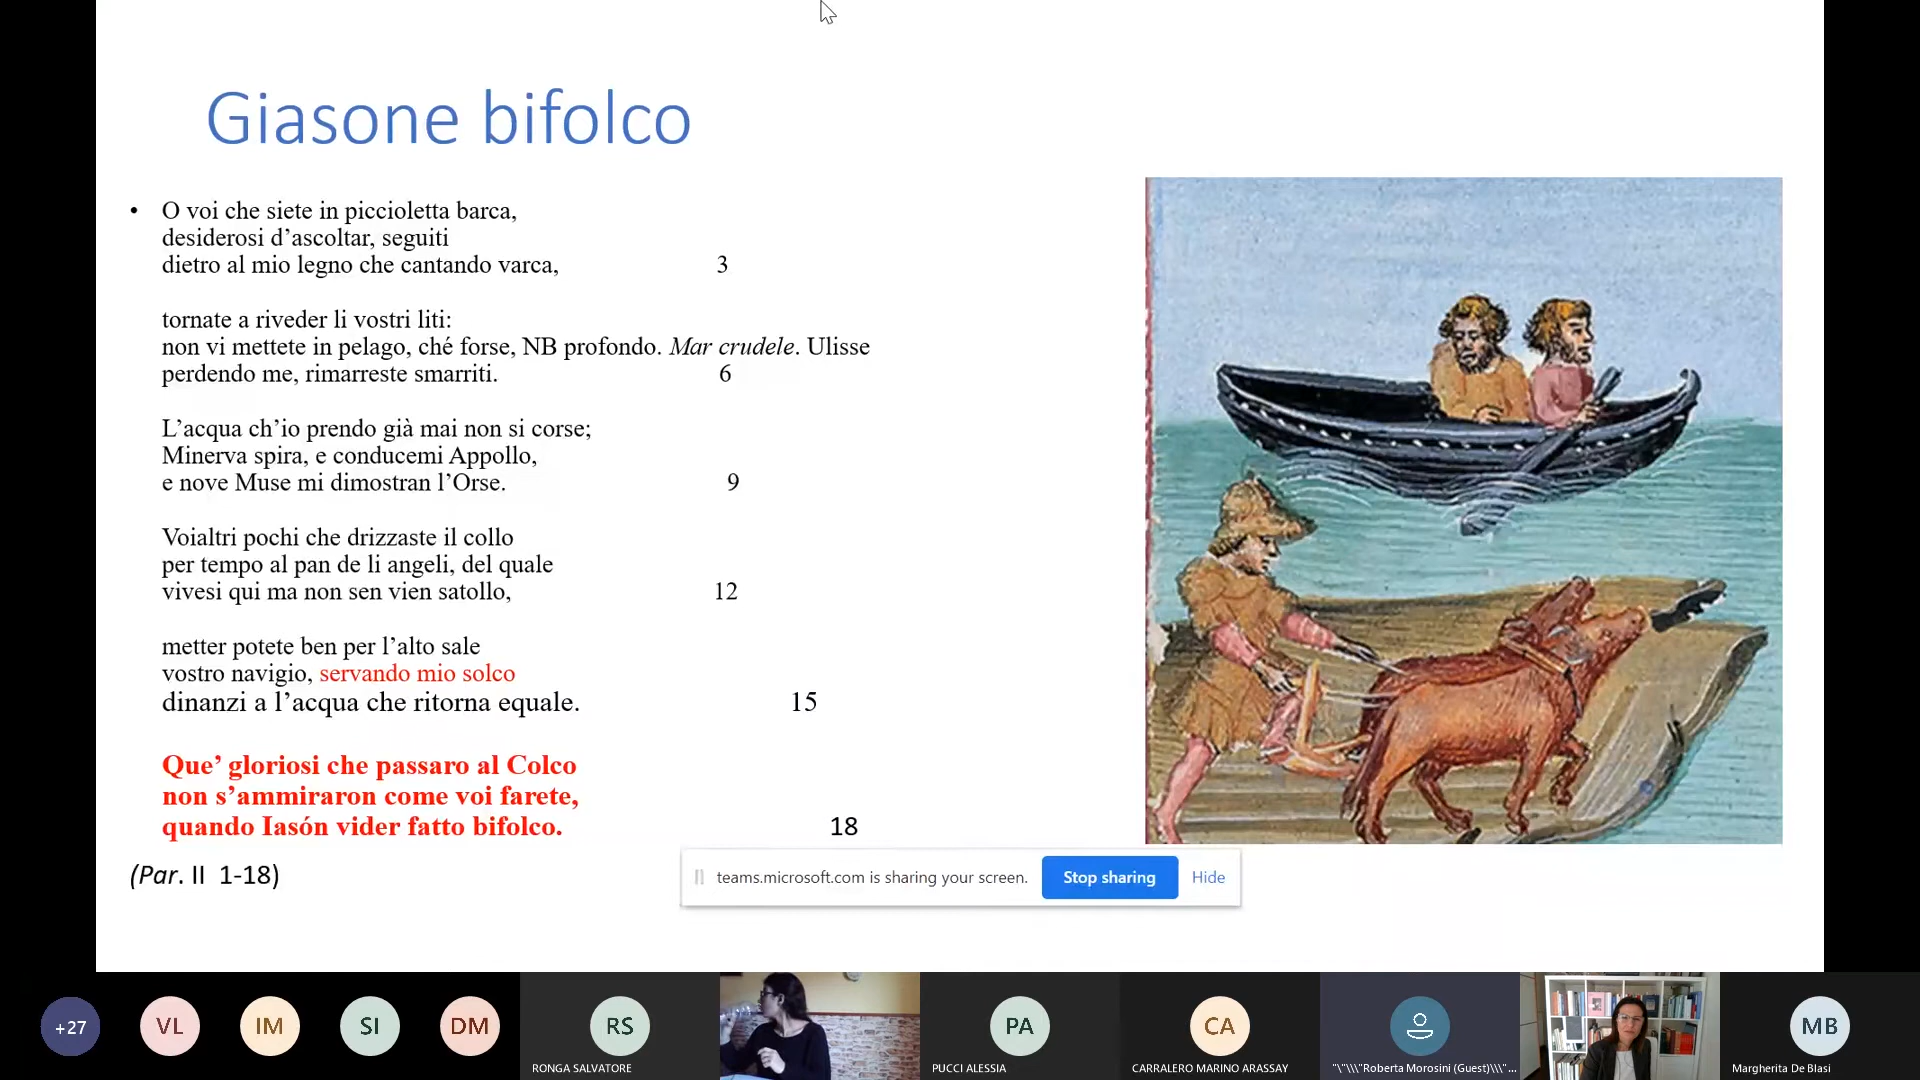 Giasone bifolco
• O voi che siete in piccioletta barca,
desiderosi d’ascoltar, seguiti
dietro al mio legno che cantando varca, 3
tornate a riveder li vostri liti:
non vi mettete in pelago, ché forse, NB profondo. Mar crudele. Ulisse
perdendo me, rimarreste smarriti. 6
L’acqua ch’io prendo già mai non si corse;
Minerva spira, e conducemi Appollo,
e nove Muse mi dimostran l’Orse. 9
Voialtri pochi che drizzaste il collo
per tempo al pan de li angeli, del quale
vivesi qui ma non sen vien satollo, 12
metter potete ben per l’alto sale
vostro navigio, servando mio solco
dinanzi a l’acqua che ritorna equale. 15
Que’ gloriosi che passaro al Colco
non s’ammiraron come voi farete,
quando Iasón vider fatto bifolco. 18
(Par. II 1-18)
teams.microsoft.com is sharing your screen. Stop sharing Hide
+27 VL IM SI DM RS PA CA MB
RONGA SALVATORE PUCCI ALESSIA CARRALERO MARINO ARASSAY "\"\\\"Roberta Morosini (Guest)\\\" "... Margherita De Blasi